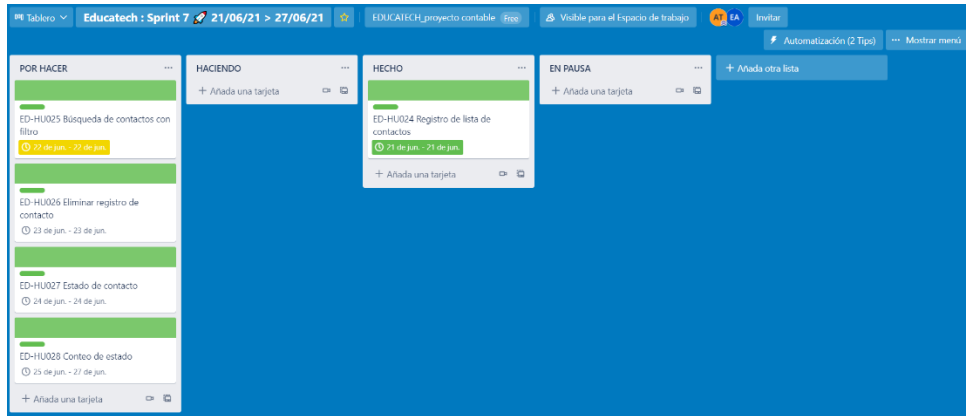 Tablero
Educatech : Sprint 7 🚀 21/06/21 > 27/06/21
EDUCATECH_proyecto contable Free
Visible para el Espacio de trabajo
AT EA
Invitar
Automatización (2 Tips)
··· Mostrar menú
POR HACER ···
ED-HU025 Búsqueda de contactos con
filtro
22 de jun. - 22 de jun.
ED-HU026 Eliminar registro de
contacto
23 de jun. - 23 de jun.
ED-HU027 Estado de contacto
24 de jun. - 24 de jun.
ED-HU028 Conteo de estado
25 de jun. - 27 de jun.
+ Añada una tarjeta
HACIENDO ···
+ Añada una tarjeta
HECHO ···
ED-HU024 Registro de lista de
contactos
21 de jun. - 21 de jun.
+ Añada una tarjeta
EN PAUSA ···
+ Añada una tarjeta
+ Añada otra lista